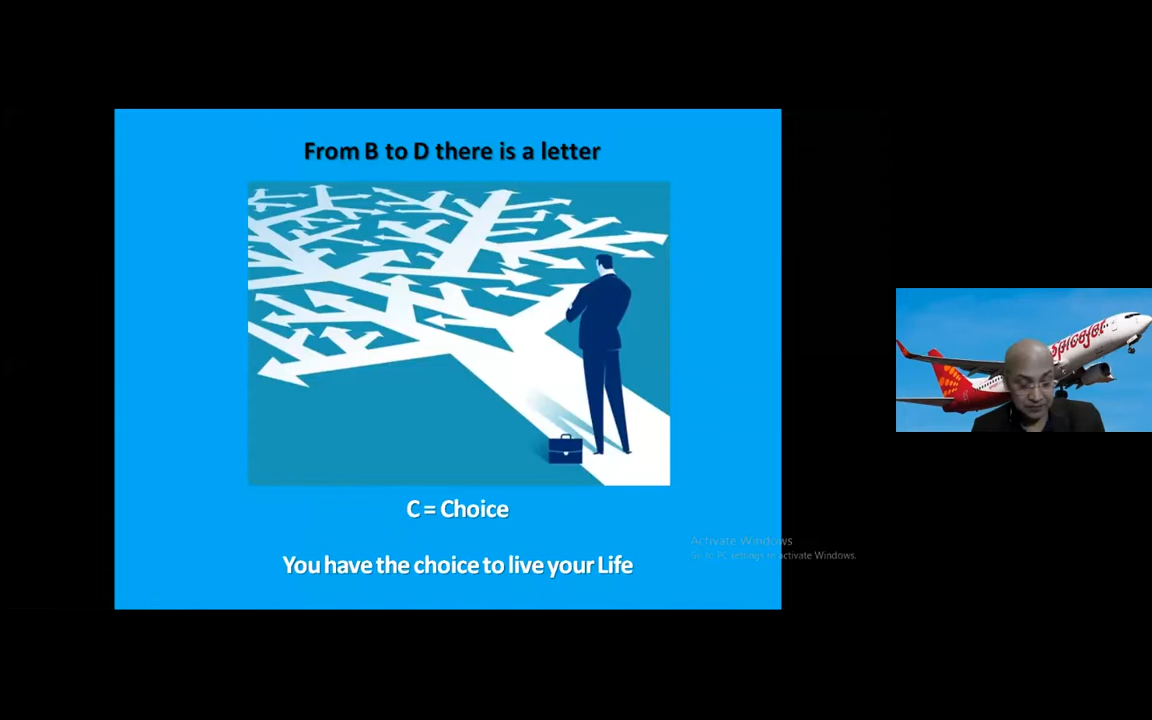 From B to D there is a letter
C = Choice
You have the choice to live your Life
Activate Windows
Go to PC settings to activate Windows.
spicejet